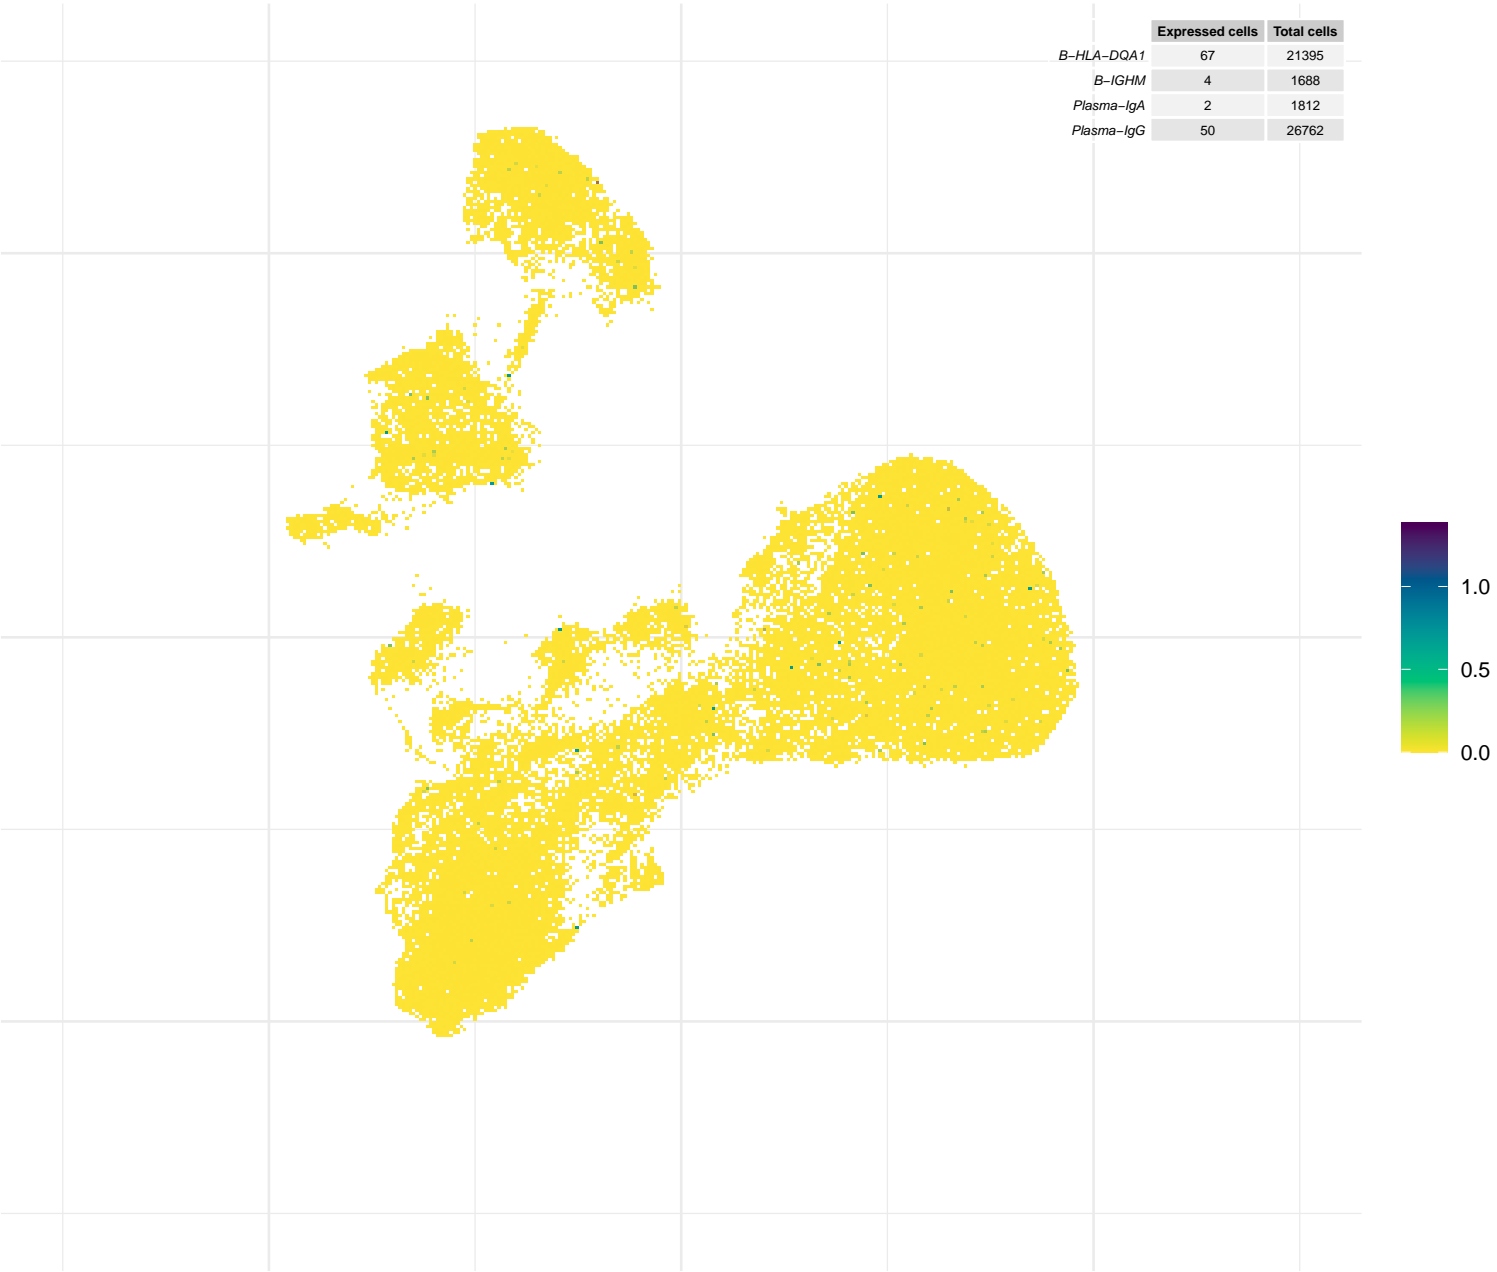 Expressed cells Total cells
B−HLA−DQA1 67 21395
B−IGHM 4 1688
Plasma−IgA 2 1812
Plasma−IgG 50 26762
1.0
0.5
0.0